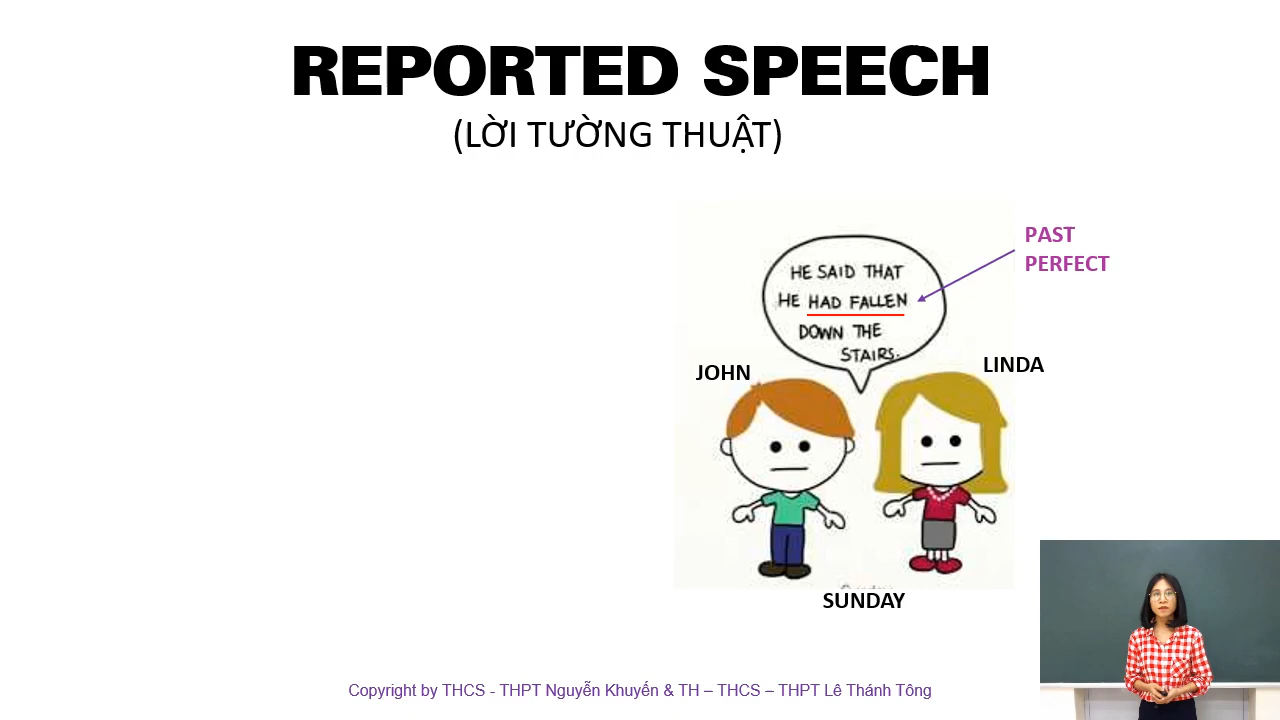 REPORTED SPEECH
(LỜI TƯỜNG THUẬT)
PAST
PERFECT
HE SAID THAT
HE HAD FALLEN
DOWN THE
STAIRS.
JOHN
LINDA
SUNDAY
Copyright by THCS - THPT Nguyễn Khuyến & TH – THCS – THPT Lê Thánh Tông